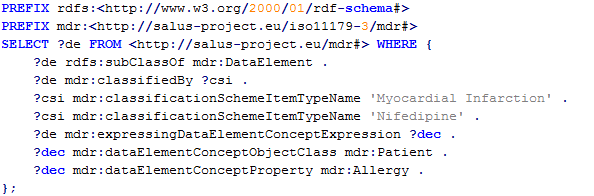 PREFIX rdfs:<http://www.w3.org/2000/01/rdf-schema#>
PREFIX mdr:<http://salus-project.eu/iso11179-3/mdr#>
SELECT ?de FROM <http://salus-project.eu/mdr#> WHERE {
?de rdfs:subClassOf mdr:DataElement .
?de mdr:classifiedBy ?csi .
?csi mdr:classificationSchemeItemTypeName 'Myocardial Infarction' .
?csi mdr:classificationSchemeItemTypeName 'Nifedipine' .
?de mdr:expressingDataElementConceptExpression ?dec .
?dec mdr:dataElementConceptObjectClass mdr:Patient .
?dec mdr:dataElementConceptProperty mdr:Allergy .
};